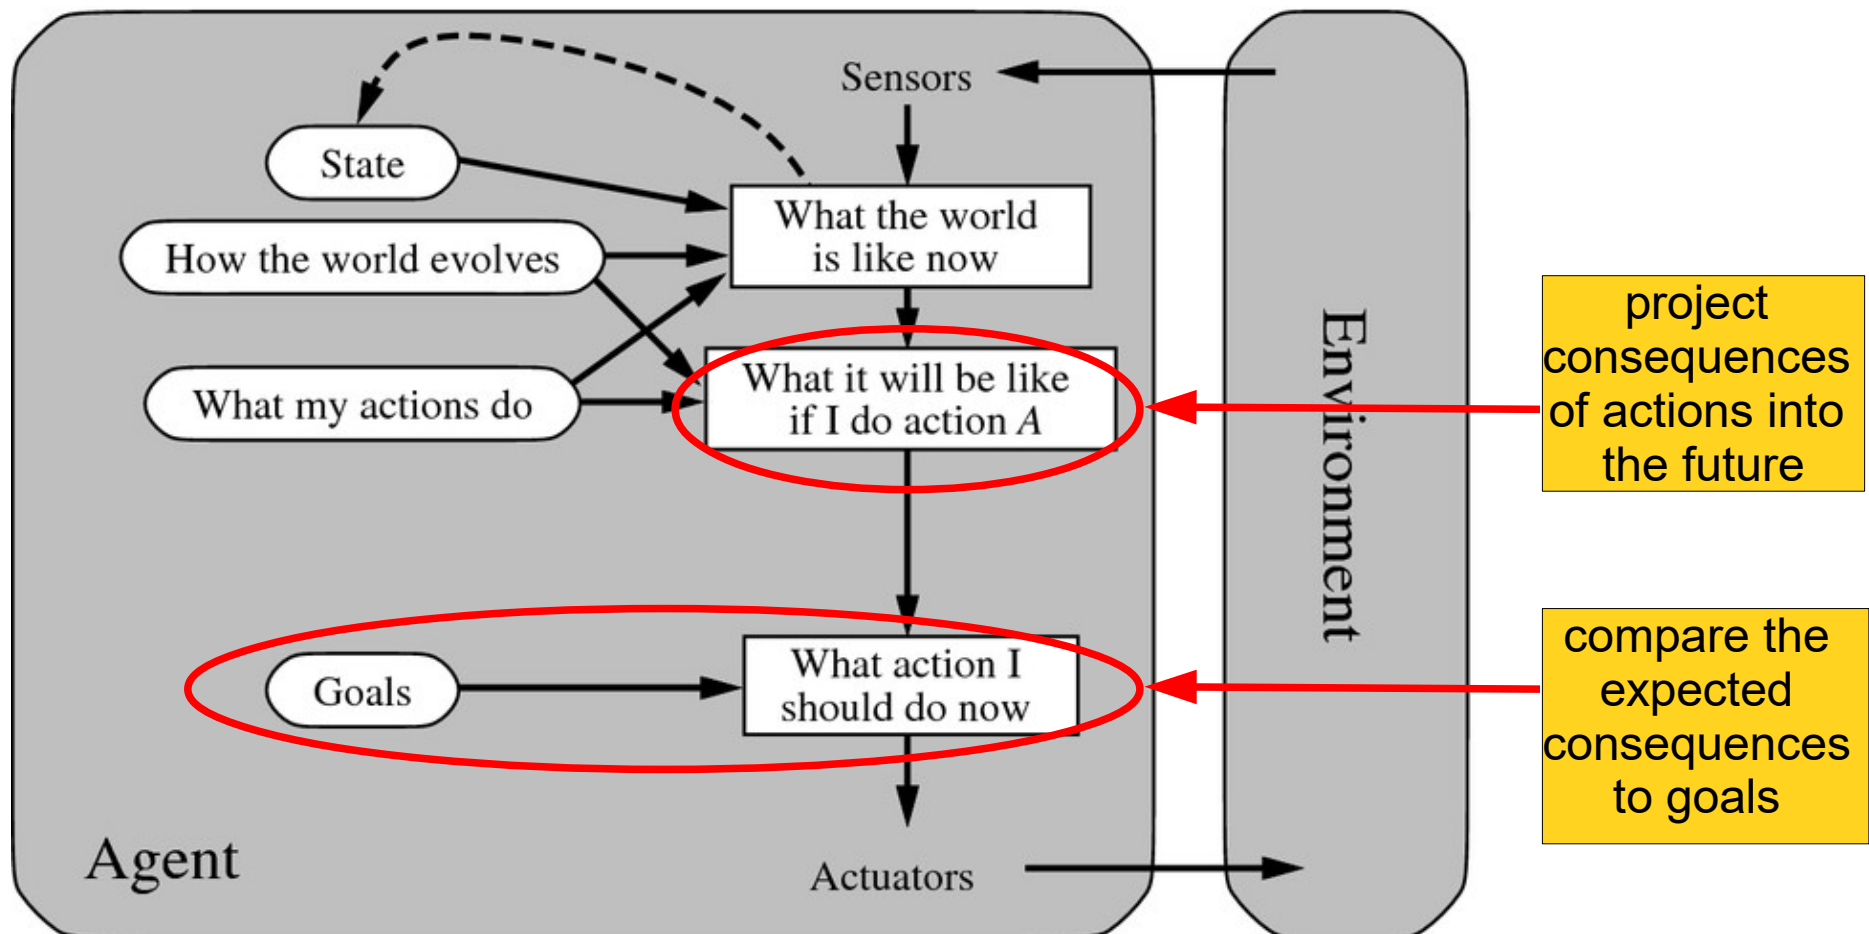 Sensors
State
What the world
is like now
How the world evolves
What my actions do
What it will be like
if I do action A
Goals
What action I
should do now
Agent
Actuators
Environment
project
consequences
of actions into
the future
compare the
expected
consequences
to goals